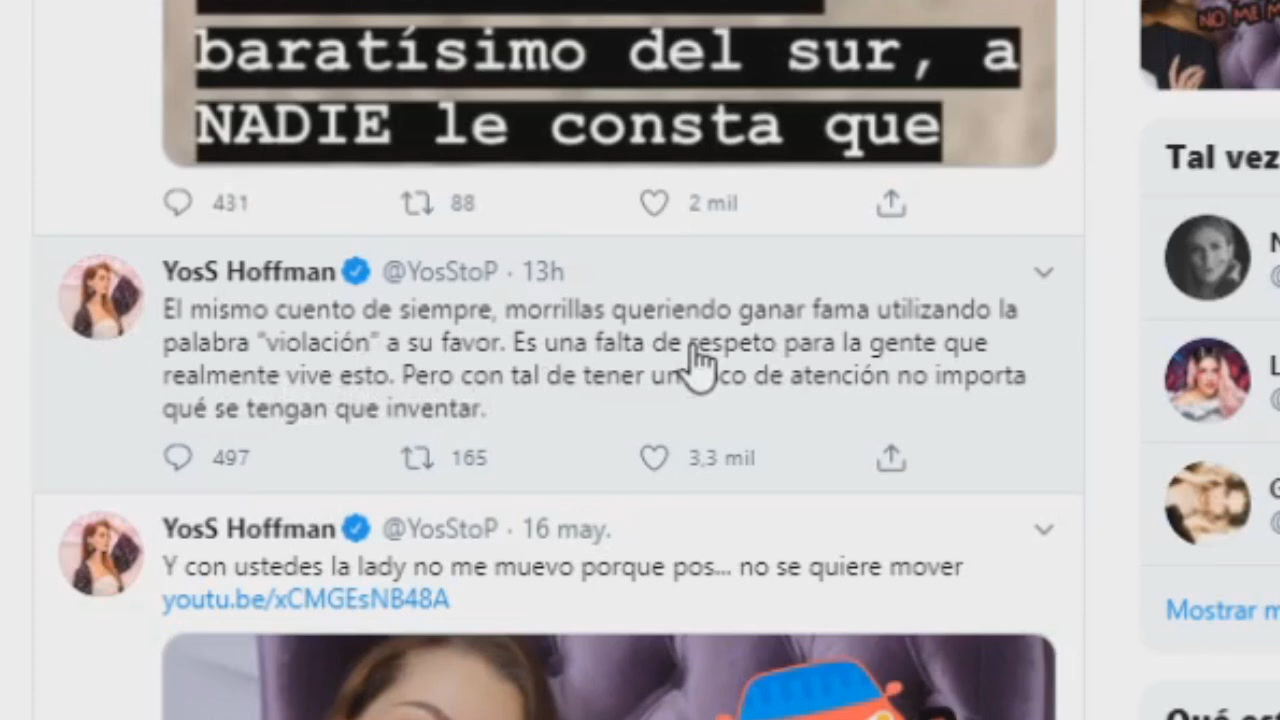 baratísimo del sur, a
NADIE le consta que
431 88 2 mil
YosS Hoffman @YosStoP · 13h
El mismo cuento de siempre, morrillas queriendo ganar fama utilizando la
palabra "violación" a su favor. Es una falta de respeto para la gente que
realmente vive esto. Pero con tal de tener un co de atención no importa
qué se tengan que inventar.
497 165 3,3 mil
YosS Hoffman @YosStoP · 16 may.
Y con ustedes la lady no me muevo porque pos... no se quiere mover
youtu.be/xCMGEsNB48A
NO ME M
Tal vez
Mostrar m